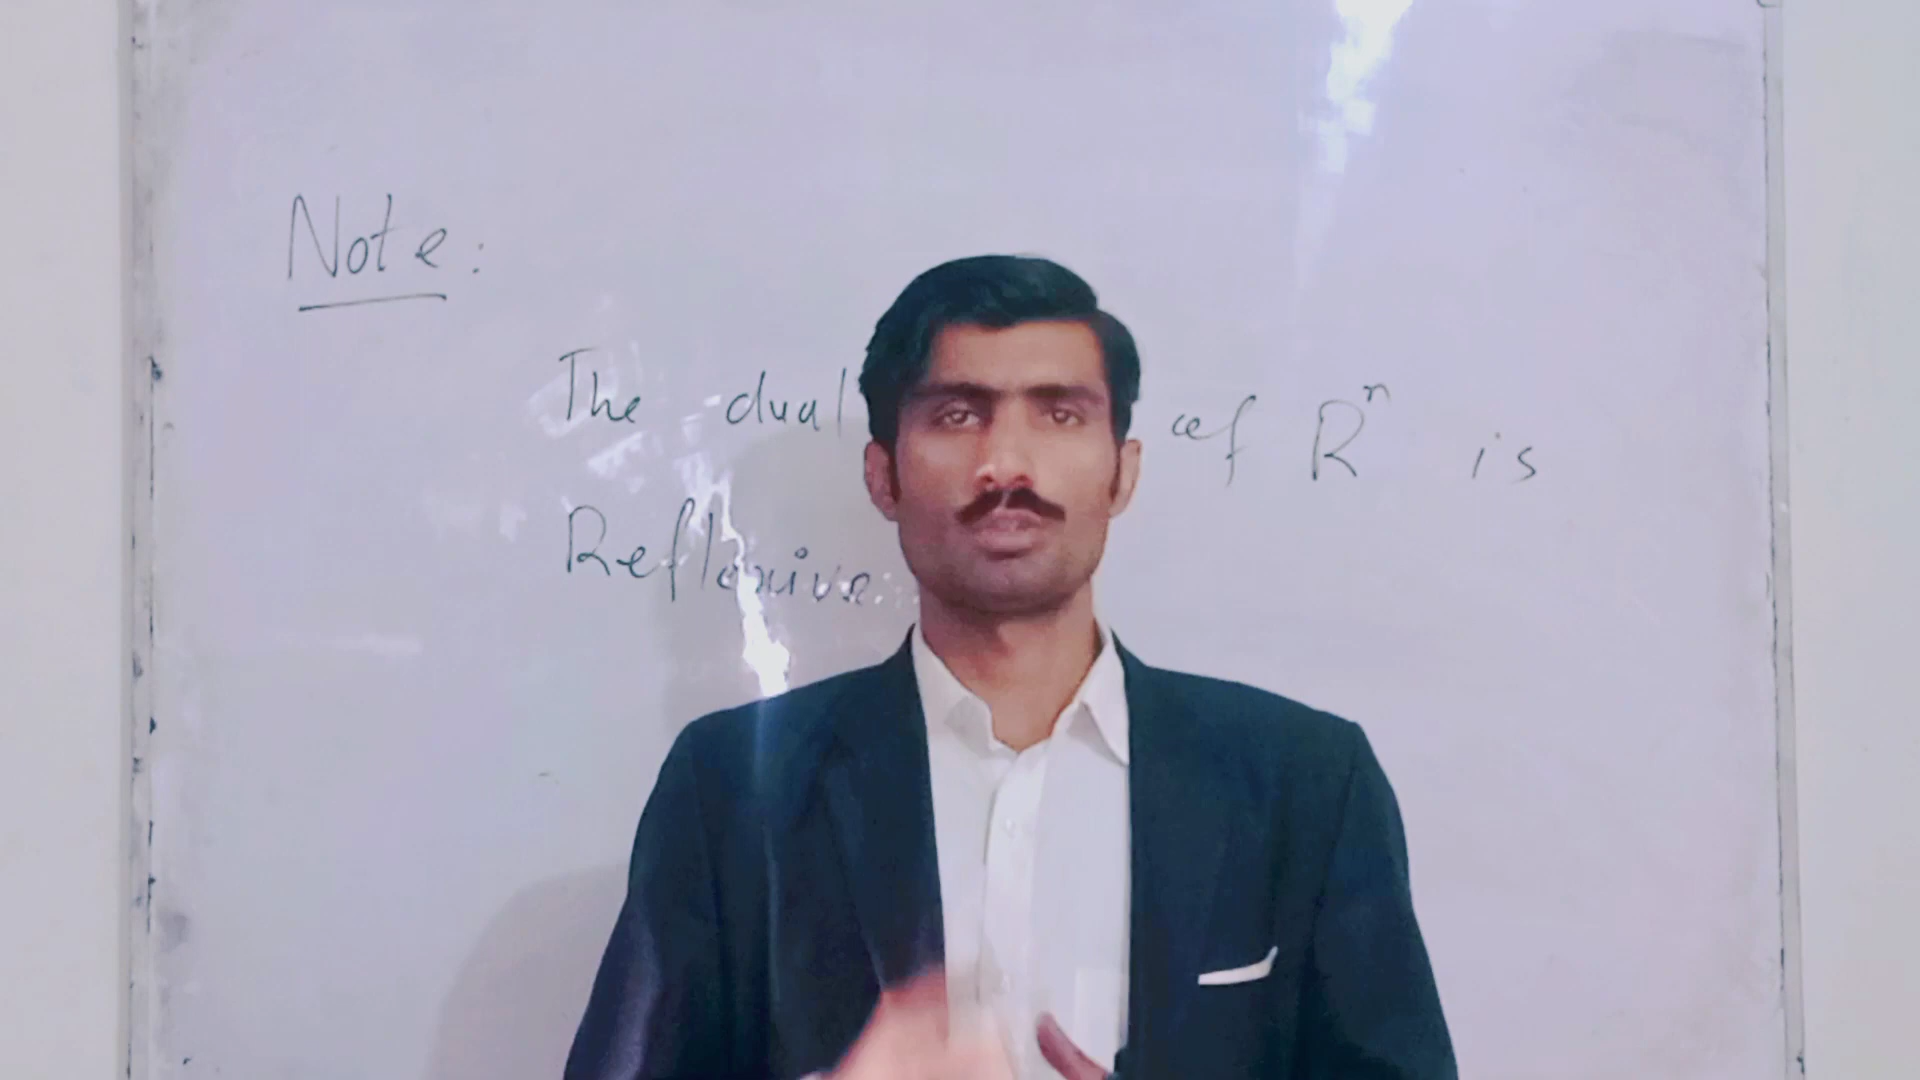 Note:
The dual of R^n is
Reflexive.